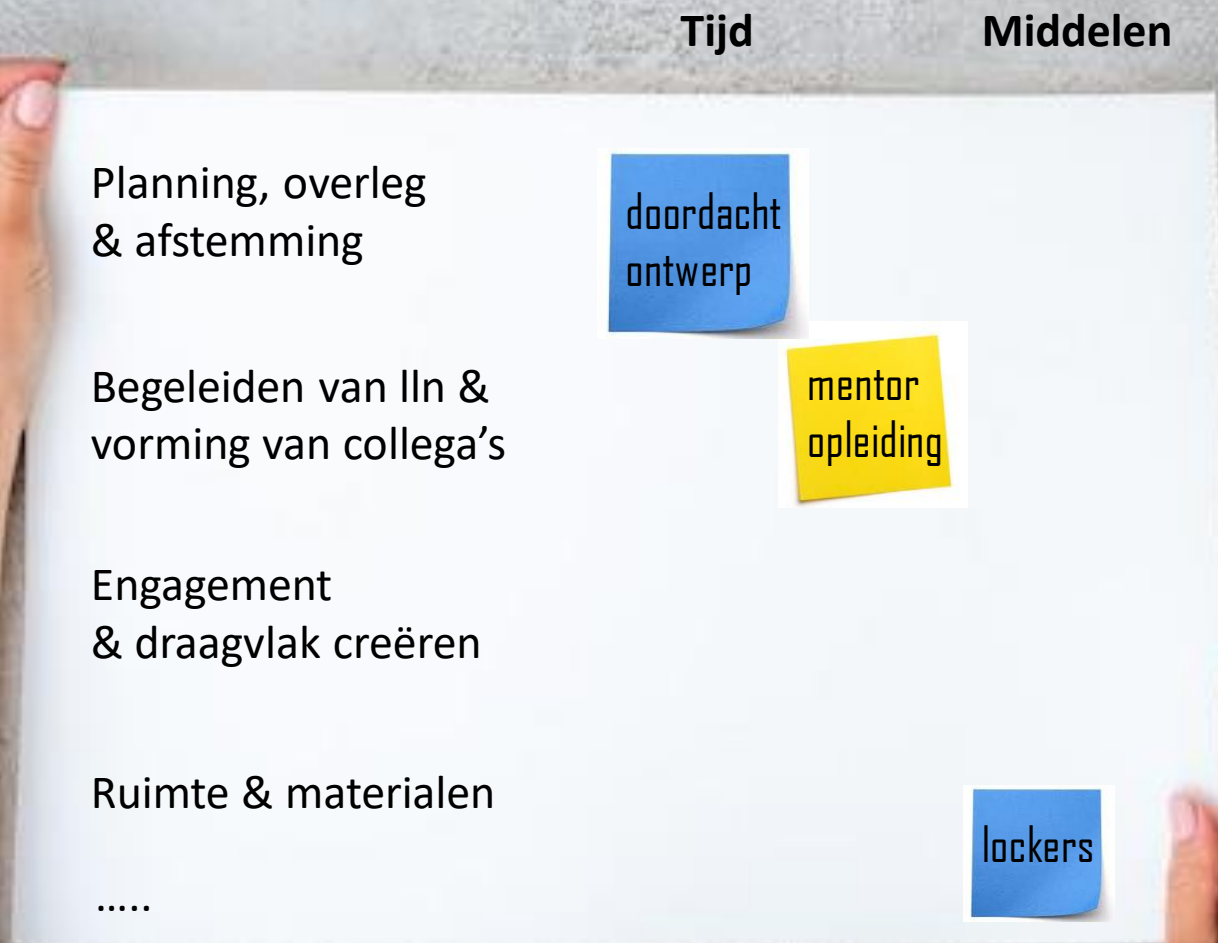 Tijd Middelen
Planning, overleg
& afstemming
doordacht
ontwerp
Begeleiden van lln &
vorming van collega's
mentor
opleiding
Engagement
& draagvlak creëren
Ruimte & materialen
lockers
.....